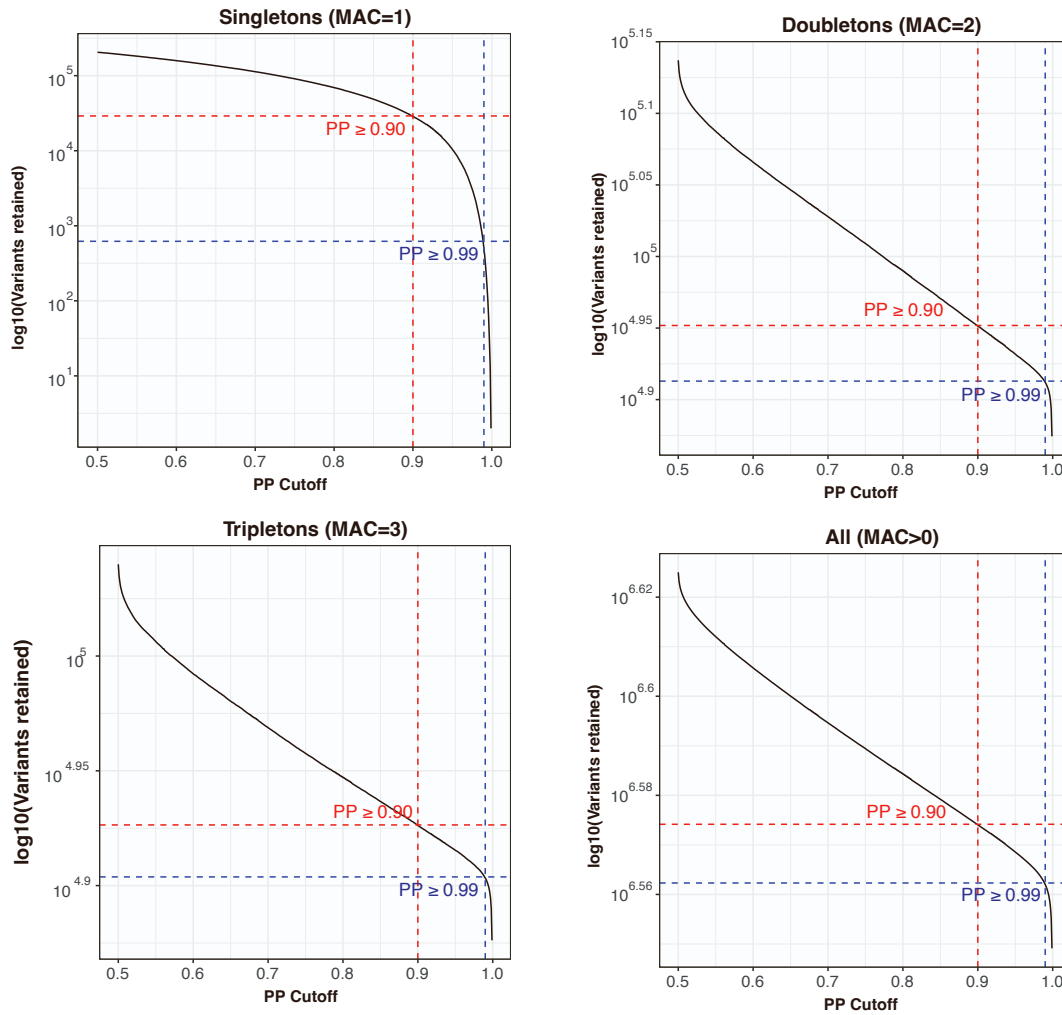 Singletons (MAC=1)
log10(Variants retained)
10^5
10^4
10^3
10^2
10^1
PP ≥ 0.90
PP ≥ 0.99
0.5 0.6 0.7 0.8 0.9 1.0
PP Cutoff
Doubletons (MAC=2)
log10(Variants retained)
10^5.15
10^5.1
10^5.05
10^5
10^4.95
10^4.9
PP ≥ 0.90
PP ≥ 0.99
0.5 0.6 0.7 0.8 0.9 1.0
PP Cutoff
Tripletons (MAC=3)
log10(Variants retained)
10^5
10^4.95
10^4.9
PP ≥ 0.90
PP ≥ 0.99
0.5 0.6 0.7 0.8 0.9 1.0
PP Cutoff
All (MAC>0)
log10(Variants retained)
10^6.62
10^6.6
10^6.58
10^6.56
PP ≥ 0.90
PP ≥ 0.99
0.5 0.6 0.7 0.8 0.9 1.0
PP Cutoff